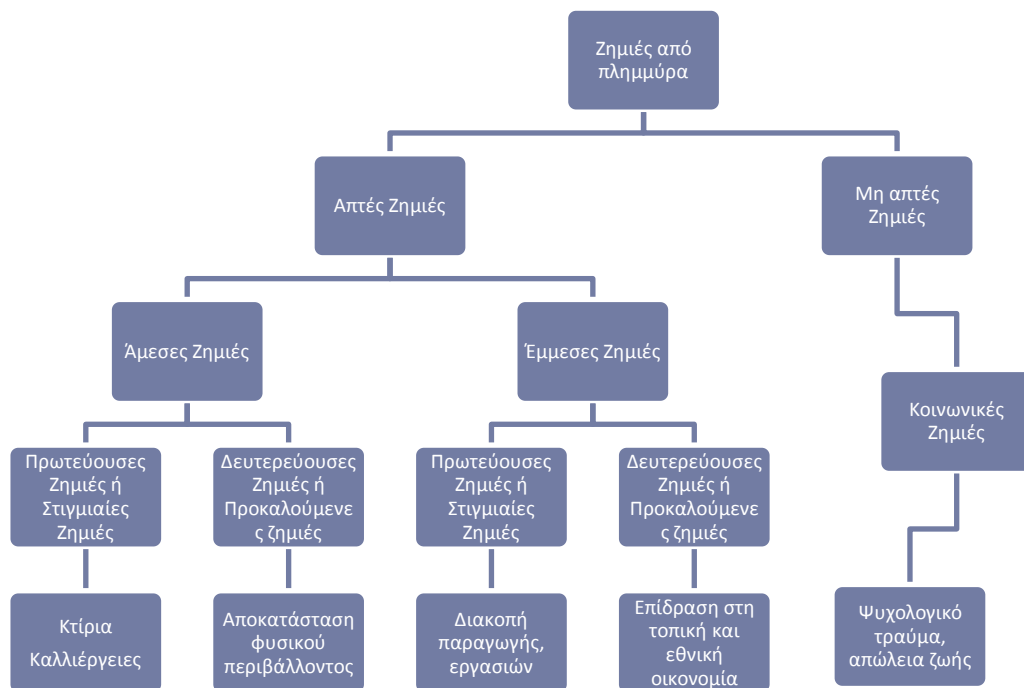 Ζημιές από
πλημμύρα
Απτές Ζημιές
Μη απτές
Ζημιές
Άμεσες Ζημιές
Έμμεσες Ζημιές
Κοινωνικές
Ζημιές
Πρωτεύουσες
Ζημιές ή
Στιγμιαίες
Ζημιές
Δευτερεύουσες
Ζημιές ή
Προκαλούμενε
ς ζημιές
Πρωτεύουσες
Ζημιές ή
Στιγμιαίες
Ζημιές
Δευτερεύουσες
Ζημιές ή
Προκαλούμενε
ς ζημιές
Κτίρια
Καλλιέργειες
Αποκατάσταση
φυσικού
περιβάλλοντος
Διακοπή
παραγωγής,
εργασιών
Επίδραση στη
τοπική και
εθνική
οικονομία
Ψυχολογικό
τραύμα,
απώλεια ζωής